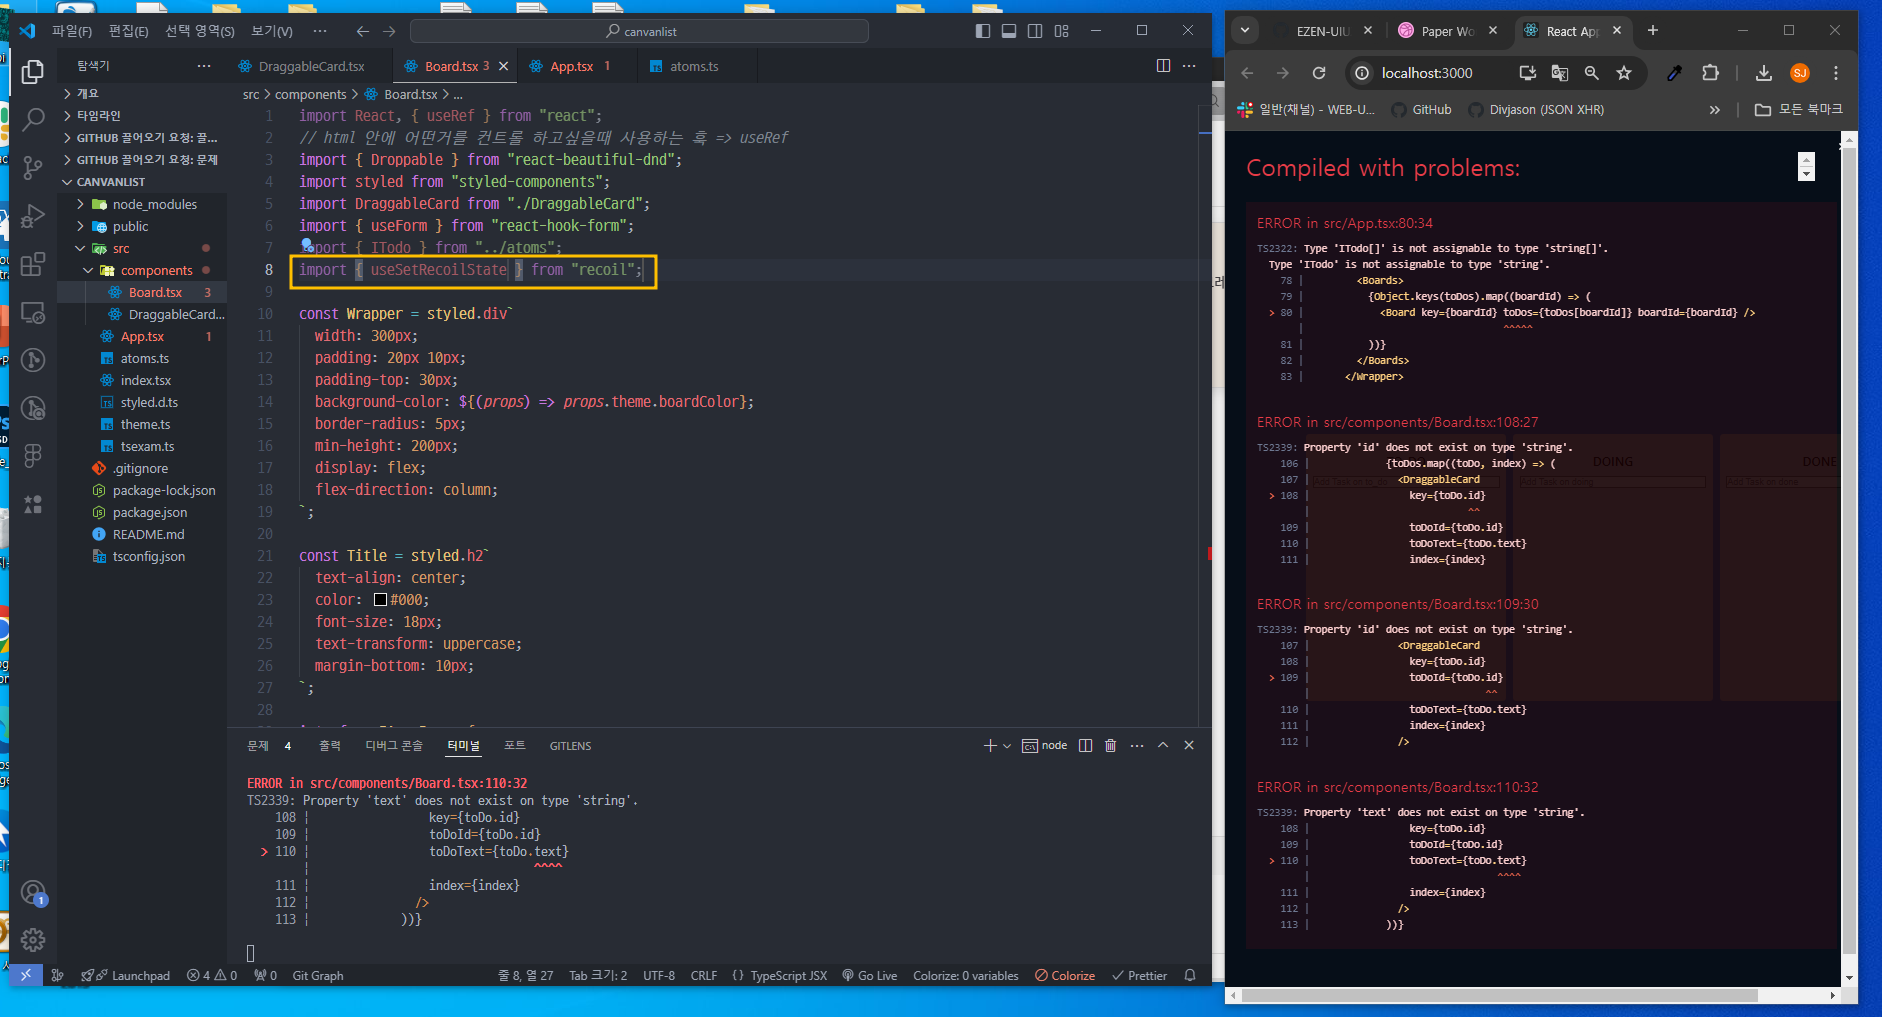 파일(F) 편집(E) 선택 영역(S) 보기(V) ··· canvanlist
탐색기 ··· DraggableCard.tsx Board.tsx 3 App.tsx 1 atoms.ts
개요
타임라인
GITHUB 끌어오기 요청: 끌...
GITHUB 끌어오기 요청: 문제
CANVANLIST
node_modules
public
src
components
Board.tsx 3
DraggableCard...
App.tsx 1
atoms.ts
index.tsx
styled.d.ts
theme.ts
tsexam.ts
.gitignore
package-lock.json
package.json
README.md
tsconfig.json
src > components > Board.tsx > ...
1 import React, { useRef } from "react";
2 // html 안에 어떤거를 컨트롤 하고싶을때 사용하는 훅 => useRef
3 import { Droppable } from "react-beautiful-dnd";
4 import styled from "styled-components";
5 import DraggableCard from "./DraggableCard";
6 import { useForm } from "react-hook-form";
7 import { ITodo } from "../atoms";
8 import { useSetRecoilState } from "recoil";
9
10 const Wrapper = styled.div`
11 width: 300px;
12 padding: 20px 10px;
13 padding-top: 30px;
14 background-color: ${(props) => props.theme.boardColor};
15 border-radius: 5px;
16 min-height: 200px;
17 display: flex;
18 flex-direction: column;
19 `;
20
21 const Title = styled.h2`
22 text-align: center;
23 color: #000;
24 font-size: 18px;
25 text-transform: uppercase;
26 margin-bottom: 10px;
27 `;
28
문제 4 출력 디버그 콘솔 터미널 포트 GITLENS node
ERROR in src/components/Board.tsx:110:32
TS2339: Property 'text' does not exist on type 'string'.
108 | key={toDo.id}
109 | toDoId={toDo.id}
> 110 | toDoText={toDo.text}
| ^^^^
111 | index={index}
112 | />
113 | ))}
1
Launchpad 4 0 0 Git Graph 줄 8, 열 27 Tab 크기: 2 UTF-8 CRLF {} TypeScript JSX Go Live Colorize: 0 variables Colorize Prettier
EZEN-UIU Paper Wo React Ap
localhost:3000 SJ
일반(채널) - WEB-U... GitHub Divjason (JSON XHR) » 모든 북마크
Compiled with problems:
ERROR in src/App.tsx:80:34
TS2322: Type 'ITodo[]' is not assignable to type 'string[]'.
Type 'ITodo' is not assignable to type 'string'.
78 | <Boards>
79 | {Object.keys(toDos).map((boardId) => (
> 80 | <Board key={boardId} toDos={toDos[boardId]} boardId={boardId} />
| ^^^^^
81 | ))}
82 | </Boards>
83 | </Wrapper>
ERROR in src/components/Board.tsx:108:27
TS2339: Property 'id' does not exist on type 'string'.
106 | {toDos.map((toDo, index) => (
107 | <DraggableCard
> 108 | key={toDo.id}
| ^^
109 | toDoId={toDo.id}
110 | toDoText={toDo.text}
111 | index={index}
DOING
DONE
Add Task on doing
Add Task on done
ERROR in src/components/Board.tsx:109:30
TS2339: Property 'id' does not exist on type 'string'.
107 | <DraggableCard
108 | key={toDo.id}
> 109 | toDoId={toDo.id}
| ^^
110 | toDoText={toDo.text}
111 | index={index}
112 | />
ERROR in src/components/Board.tsx:110:32
TS2339: Property 'text' does not exist on type 'string'.
108 | key={toDo.id}
109 | toDoId={toDo.id}
> 110 | toDoText={toDo.text}
| ^^^^
111 | index={index}
112 | />
113 | ))}